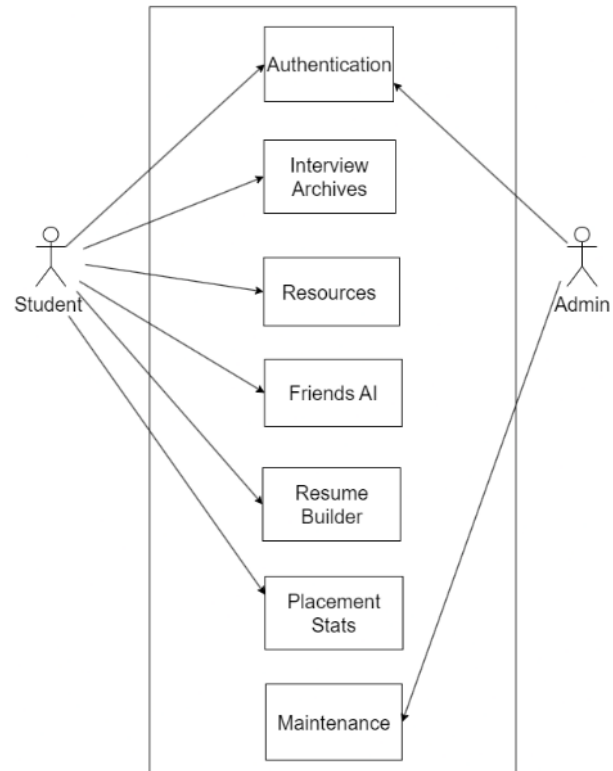 Authentication
Interview
Archives
Student
Admin
Resources
Friends AI
Resume
Builder
Placement
Stats
Maintenance